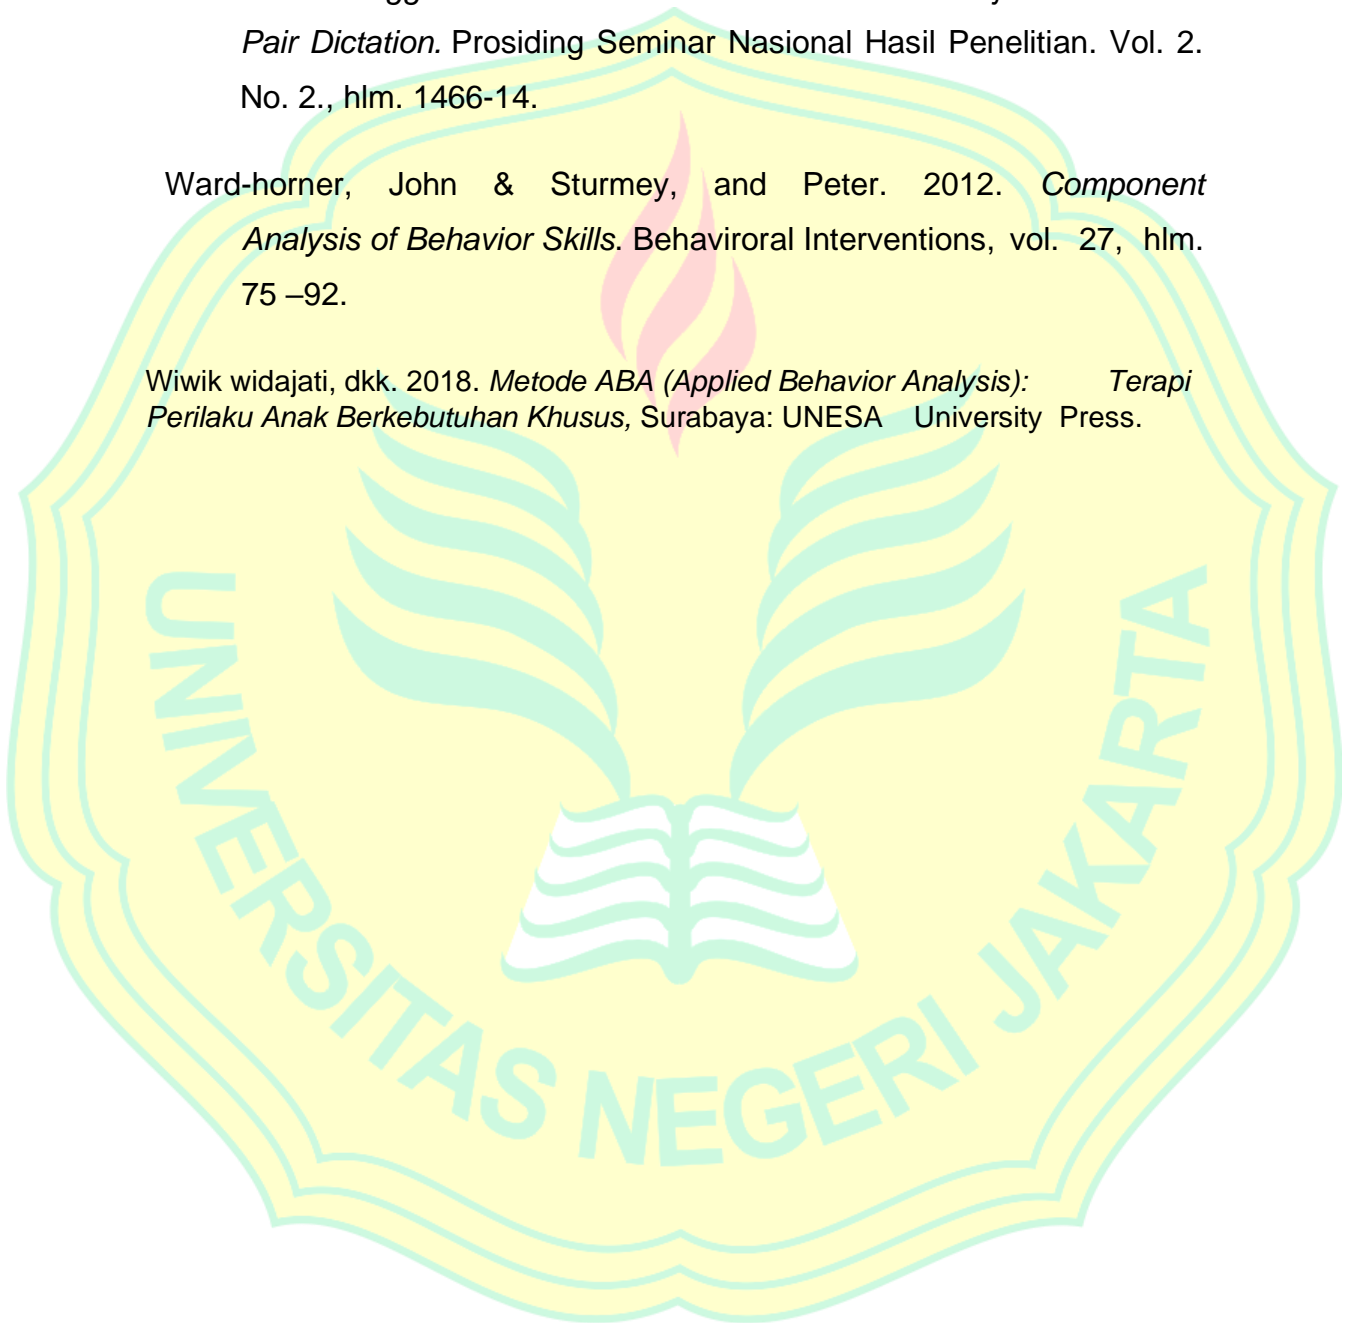 Pair Dictation. Prosiding Seminar Nasional Hasil Penelitian. Vol. 2.
No. 2., hlm. 1466-14.
Ward-horner, John & Sturmey, and Peter. 2012. Component
Analysis of Behavior Skills. Behaviroral Interventions, vol. 27, hlm.
75 –92.
Wiwik widajati, dkk. 2018. Metode ABA (Applied Behavior Analysis): Terapi
Perilaku Anak Berkebutuhan Khusus, Surabaya: UNESA University Press.
UNIVERSITAS NEGERI JAKARTA